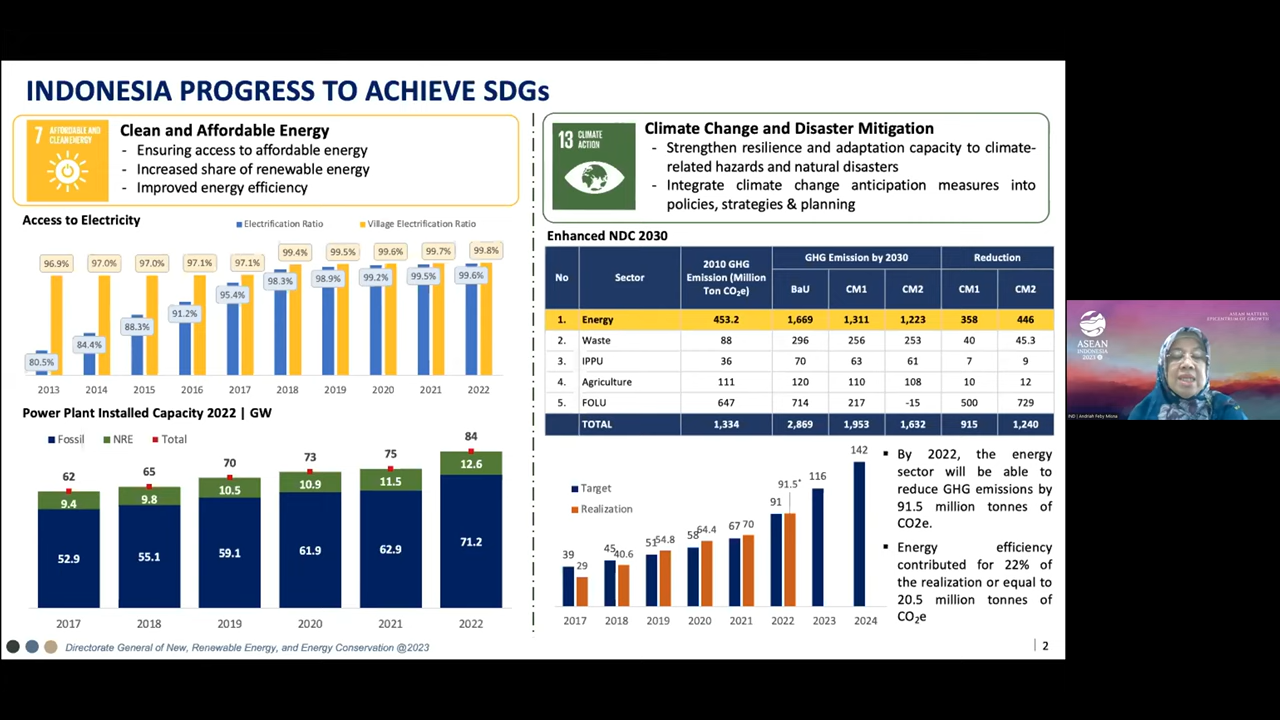 INDONESIA PROGRESS TO ACHIEVE SDGs
7 AFFORDABLE AND
CLEAN ENERGY
Clean and Affordable Energy
- Ensuring access to affordable energy
- Increased share of renewable energy
- Improved energy efficiency
Access to Electricity
Electrification Ratio
Village Electrification Ratio
96.9% 97.0% 97.0% 97.1% 97.1% 99.4% 99.5% 99.6% 99.7% 99.8%
80.5% 84.4% 88.3% 91.2% 95.4% 98.3% 98.9% 99.2% 99.5% 99.6%
2013 2014 2015 2016 2017 2018 2019 2020 2021 2022
Power Plant Installed Capacity 2022 | GW
Fossil NRE Total
62 65 70 73 75 84
9.4 9.8 10.5 10.9 11.5 12.6
52.9 55.1 59.1 61.9 62.9 71.2
2017 2018 2019 2020 2021 2022
13 CLIMATE
ACTION
Climate Change and Disaster Mitigation
- Strengthen resilience and adaptation capacity to climate-
related hazards and natural disasters
- Integrate climate change anticipation measures into
policies, strategies & planning
Enhanced NDC 2030
No Sector 2010 GHG Emission (Million Ton CO₂e) GHG Emission by 2030 Reduction
BaU CM1 CM2 CM1 CM2
1. Energy 453.2 1,669 1,311 1,223 358 446
2. Waste 88 296 256 253 40 45.3
3. IPPU 36 70 63 61 7 9
4. Agriculture 111 120 110 108 10 12
5. FOLU 647 714 217 -15 500 729
TOTAL 1,334 2,869 1,953 1,632 915 1,240
Target
Realization
39 29 45 40.6 51 54.8 58 64.4 67 70 91 91.5* 116 142
2017 2018 2019 2020 2021 2022 2023 2024
▪ By 2022, the energy
sector will be able to
reduce GHG emissions by
91.5 million tonnes of
CO2e.
▪ Energy efficiency
contributed for 22% of
the realization or equal to
20.5 million tonnes of
CO₂e
Directorate General of New, Renewable Energy, and Energy Conservation @2023
2
ASEAN
INDONESIA
2023
ASEAN MATTERS
EPICENTRUM OF GROWTH
IND | Andriah Feby Misna